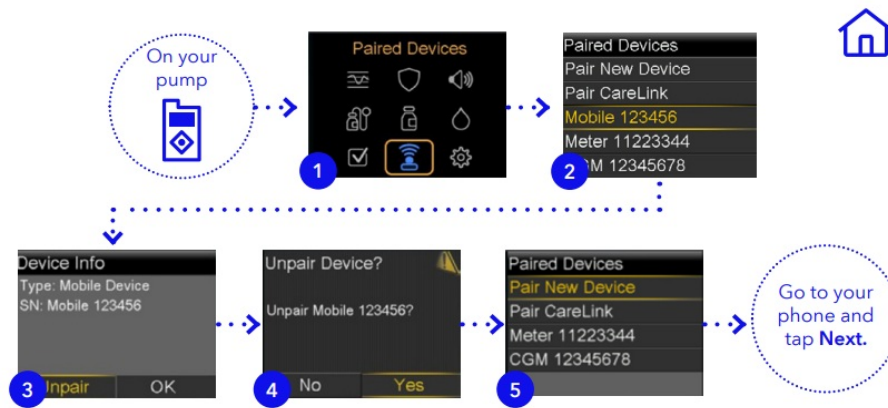 On your
pump
Paired Devices
1
Paired Devices
Pair New Device
Pair CareLink
Mobile 123456
Meter 11223344
2
M 12345678
Device Info
Type: Mobile Device
SN: Mobile 123456
3
npair
OK
Unpair Device?
Unpair Mobile 123456?
4
No
Yes
Paired Devices
Pair New Device
Pair CareLink
Meter 11223344
CGM 12345678
5
Go to your
phone and
tap Next.